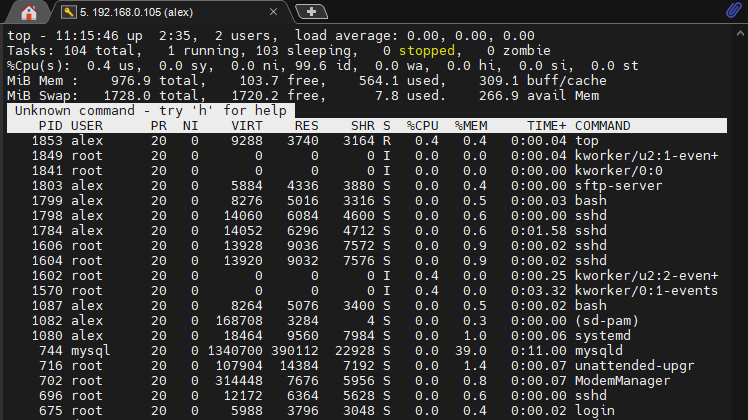 5. 192.168.0.105 (alex)
top - 11:15:46 up  2:35,  2 users,  load average: 0.00, 0.00, 0.00
Tasks: 104 total,   1 running, 103 sleeping,   0 stopped,   0 zombie
%Cpu(s):  0.4 us,  0.0 sy,  0.0 ni, 99.6 id,  0.0 wa,  0.0 hi,  0.0 si,  0.0 st
MiB Mem :    976.9 total,    103.7 free,    564.1 used,    309.1 buff/cache
MiB Swap:   1728.0 total,   1720.2 free,      7.8 used.    266.9 avail Mem
Unknown command - try 'h' for help
PID USER      PR  NI    VIRT    RES    SHR S  %CPU  %MEM     TIME+ COMMAND
1853 alex      20   0    9288   3740   3164 R   0.4   0.4   0:00.04 top
1849 root      20   0       0      0      0 I   0.0   0.0   0:00.04 kworker/u2:1-even+
1841 root      20   0       0      0      0 I   0.0   0.0   0:00.00 kworker/0:0
1803 alex      20   0    5884   4336   3880 S   0.0   0.4   0:00.00 sftp-server
1799 alex      20   0    8276   5016   3316 S   0.0   0.5   0:00.03 bash
1798 alex      20   0   14060   6084   4600 S   0.0   0.6   0:00.00 sshd
1784 alex      20   0   14052   6296   4712 S   0.0   0.6   0:01.58 sshd
1606 root      20   0   13928   9036   7572 S   0.0   0.9   0:00.02 sshd
1604 root      20   0   13920   9032   7576 S   0.0   0.9   0:00.02 sshd
1602 root      20   0       0      0      0 I   0.4   0.0   0:00.25 kworker/u2:2-even+
1570 root      20   0       0      0      0 I   0.4   0.0   0:03.32 kworker/0:1-events
1087 alex      20   0    8264   5076   3400 S   0.0   0.5   0:00.02 bash
1082 alex      20   0  168708   3284      4 S   0.0   0.3   0:00.00 (sd-pam)
1080 alex      20   0   18464   9560   7984 S   0.0   1.0   0:00.06 systemd
744 mysql     20   0 1340700 390112  22928 S   0.0  39.0   0:11.00 mysqld
716 root      20   0  107904  14384   7192 S   0.0   1.4   0:00.07 unattended-upgr
702 root      20   0  314448   7676   5956 S   0.0   0.8   0:00.07 ModemManager
696 root      20   0   12172   6364   5628 S   0.0   0.6   0:00.00 sshd
675 root      20   0    5988   3796   3048 S   0.0   0.4   0:00.02 login